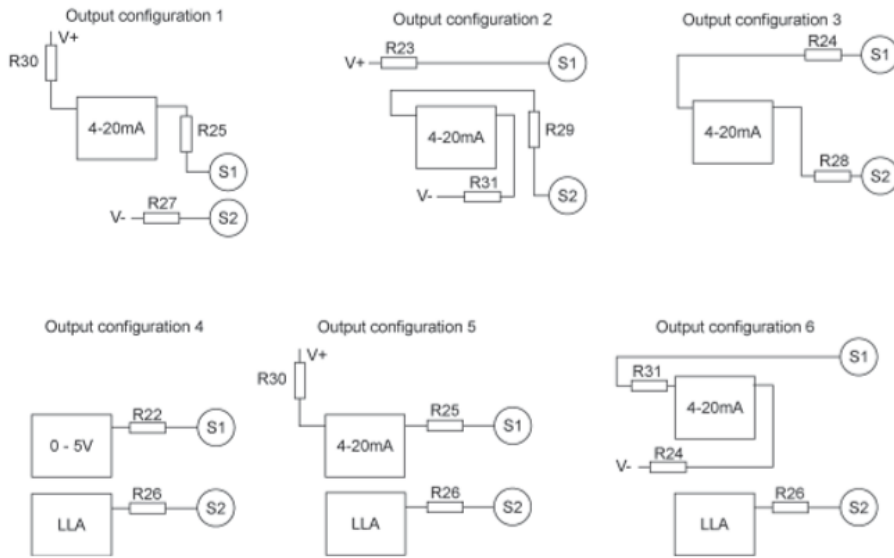 Output configuration 1
V+
R30
4-20mA
R25
S1
V-
R27
S2
Output configuration 2
V+
R23
S1
4-20mA
R29
V-
R31
S2
Output configuration 3
R24
S1
4-20mA
R28
S2
Output configuration 4
0 - 5V
R22
S1
LLA
R26
S2
Output configuration 5
V+
R30
4-20mA
R25
S1
LLA
R26
S2
Output configuration 6
S1
R31
4-20mA
V-
R24
LLA
R26
S2